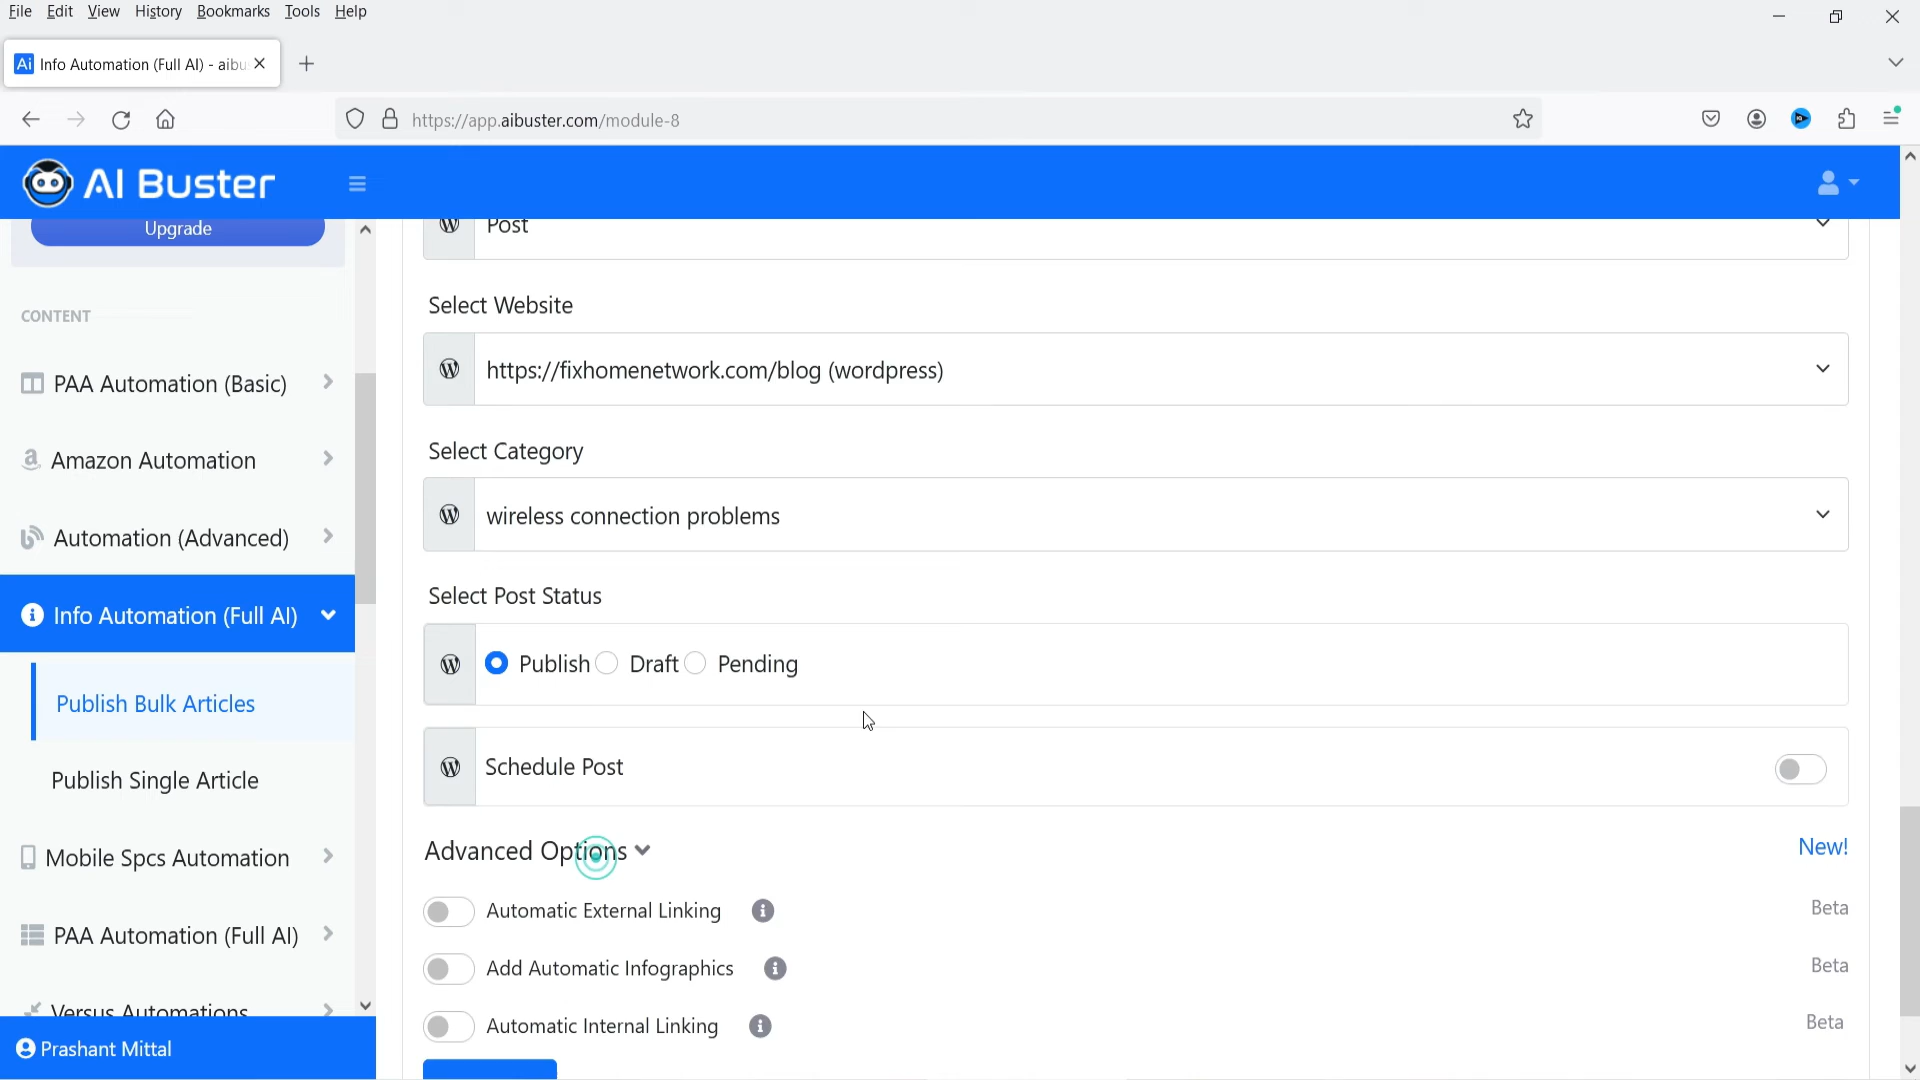 File Edit View History Bookmarks Tools Help
Ai Info Automation (Full AI) - aibu
https://app.aibuster.com/module-8
AI Buster
Upgrade
CONTENT
PAA Automation (Basic)
Amazon Automation
Automation (Advanced)
Info Automation (Full AI)
Publish Bulk Articles
Publish Single Article
Mobile Spcs Automation
PAA Automation (Full AI)
Versus Automations
Prashant Mittal
Post
Select Website
https://fixhomenetwork.com/blog (wordpress)
Select Category
wireless connection problems
Select Post Status
Publish Draft Pending
Schedule Post
Advanced Options New!
Automatic External Linking Beta
Add Automatic Infographics Beta
Automatic Internal Linking Beta